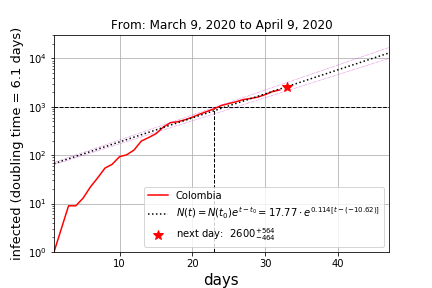 From: March 9, 2020 to April 9, 2020
infected (doubling time = 6.1 days)
10⁴
10³
10²
10¹
10⁰
Colombia
N(t) = N(t₀)e^{t−t₀} = 17.77 · e^{0.114[t−(−10.62)]}
next day: 2600^{+564}_{−464}
10 20 30 40
days